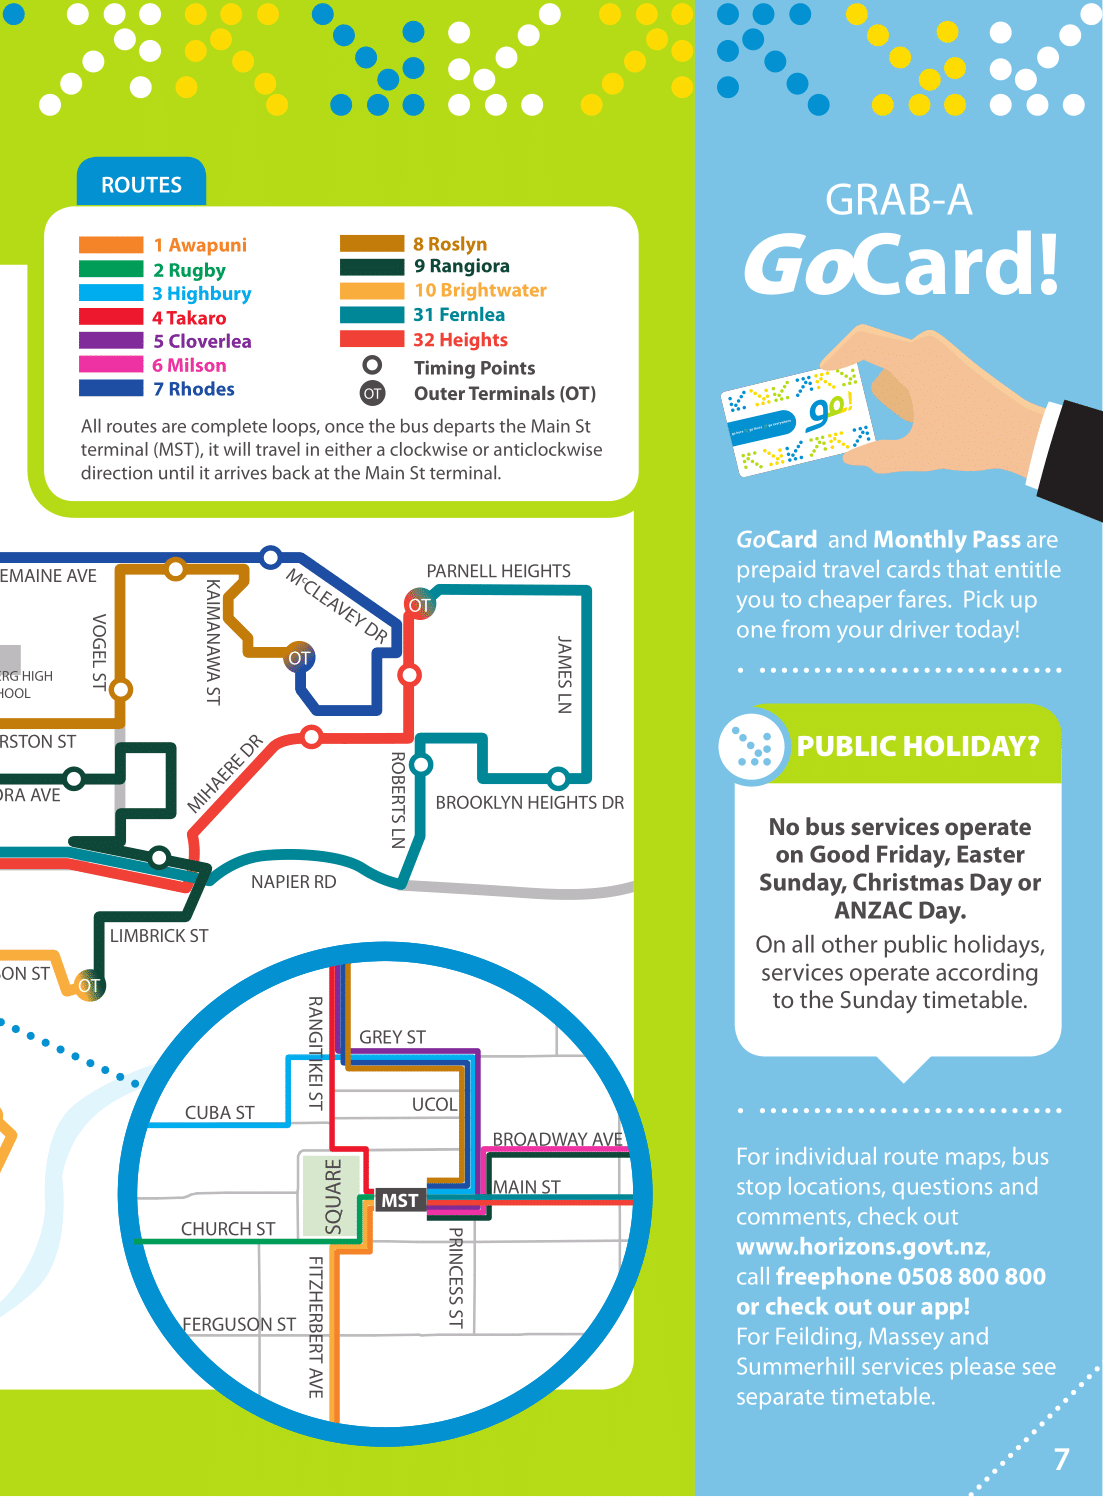 ROUTES
1 Awapuni
2 Rugby
3 Highbury
4 Takaro
5 Cloverlea
6 Milson
7 Rhodes
8 Roslyn
9 Rangiora
10 Brightwater
31 Fernlea
32 Heights
Timing Points
OT Outer Terminals (OT)
All routes are complete loops, once the bus departs the Main St
terminal (MST), it will travel in either a clockwise or anticlockwise
direction until it arrives back at the Main St terminal.
EMAINE AVE
VOGEL ST
KAIMANAWA ST
McCLEAVEY DR
PARNELL HEIGHTS
OT
OT
JAMES LN
ERG HIGH
HOOL
RSTON ST
ORA AVE
MIHAERE DR
ROBERTS LN
BROOKLYN HEIGHTS DR
NAPIER RD
LIMBRICK ST
SON ST
OT
RANGITIKEI ST
GREY ST
CUBA ST
UCOL
BROADWAY AVE
SQUARE
MST
MAIN ST
CHURCH ST
PRINCESS ST
FITZHERBERT AVE
FERGUSON ST
GRAB-A
GoCard!
go!
GoCard and Monthly Pass are
prepaid travel cards that entitle
you to cheaper fares. Pick up
one from your driver today!
PUBLIC HOLIDAY?
No bus services operate
on Good Friday, Easter
Sunday, Christmas Day or
ANZAC Day.
On all other public holidays,
services operate according
to the Sunday timetable.
For individual route maps, bus
stop locations, questions and
comments, check out
www.horizons.govt.nz,
call freephone 0508 800 800
or check out our app!
For Feilding, Massey and
Summerhill services please see
separate timetable.
7